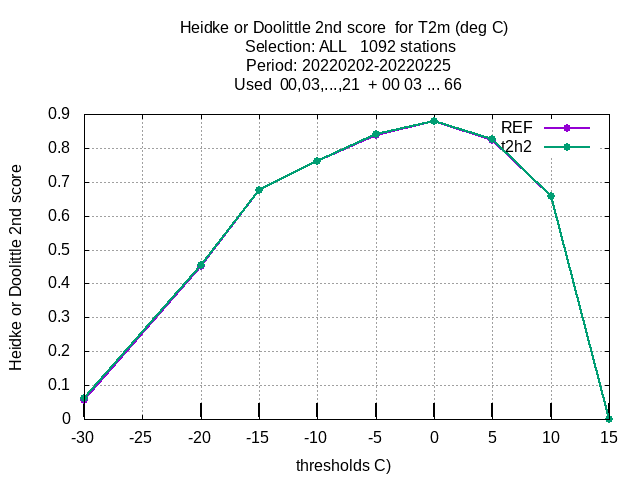 Heidke or Doolittle 2nd score  for T2m (deg C)
Selection: ALL   1092 stations
Period: 20220202-20220225
Used  00,03,...,21  + 00 03 ... 66
Heidke or Doolittle 2nd score
0.9
0.8
0.7
0.6
0.5
0.4
0.3
0.2
0.1
0
REF
t2h2
-30 -25 -20 -15 -10 -5 0 5 10 15
thresholds C)